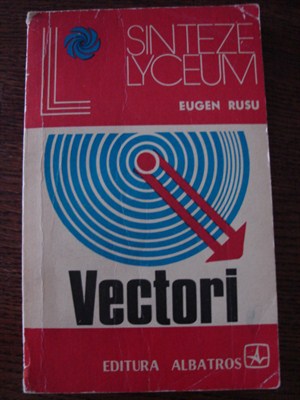 SINTEZE
LYCEUM
EUGEN RUSU
Vectori
EDITURA ALBATROS